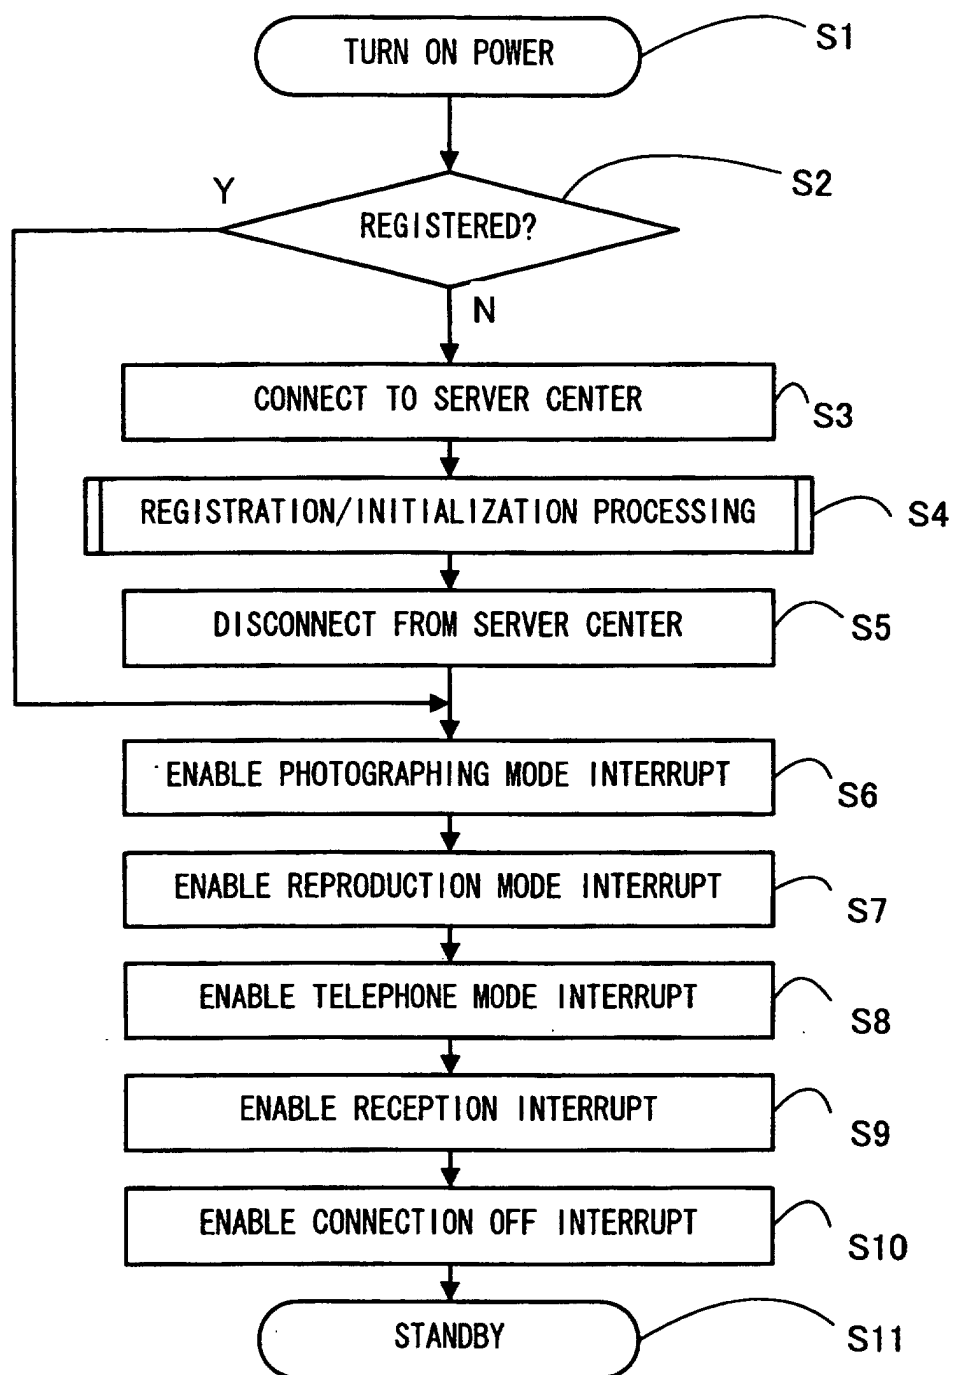 TURN ON POWER
S1
Y
REGISTERED?
S2
N
CONNECT TO SERVER CENTER
S3
REGISTRATION/INITIALIZATION PROCESSING
S4
DISCONNECT FROM SERVER CENTER
S5
ENABLE PHOTOGRAPHING MODE INTERRUPT
S6
ENABLE REPRODUCTION MODE INTERRUPT
S7
ENABLE TELEPHONE MODE INTERRUPT
S8
ENABLE RECEPTION INTERRUPT
S9
ENABLE CONNECTION OFF INTERRUPT
S10
STANDBY
S11